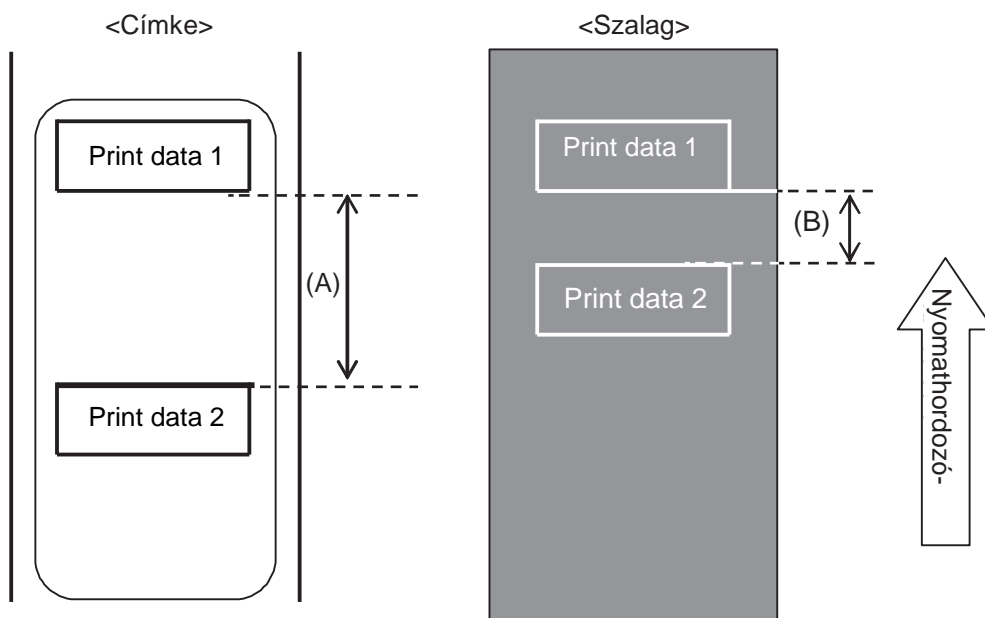 <Címke>
Print data 1
(A)
Print data 2
<Szalag>
Print data 1
(B)
Print data 2
Nyomathordozó-